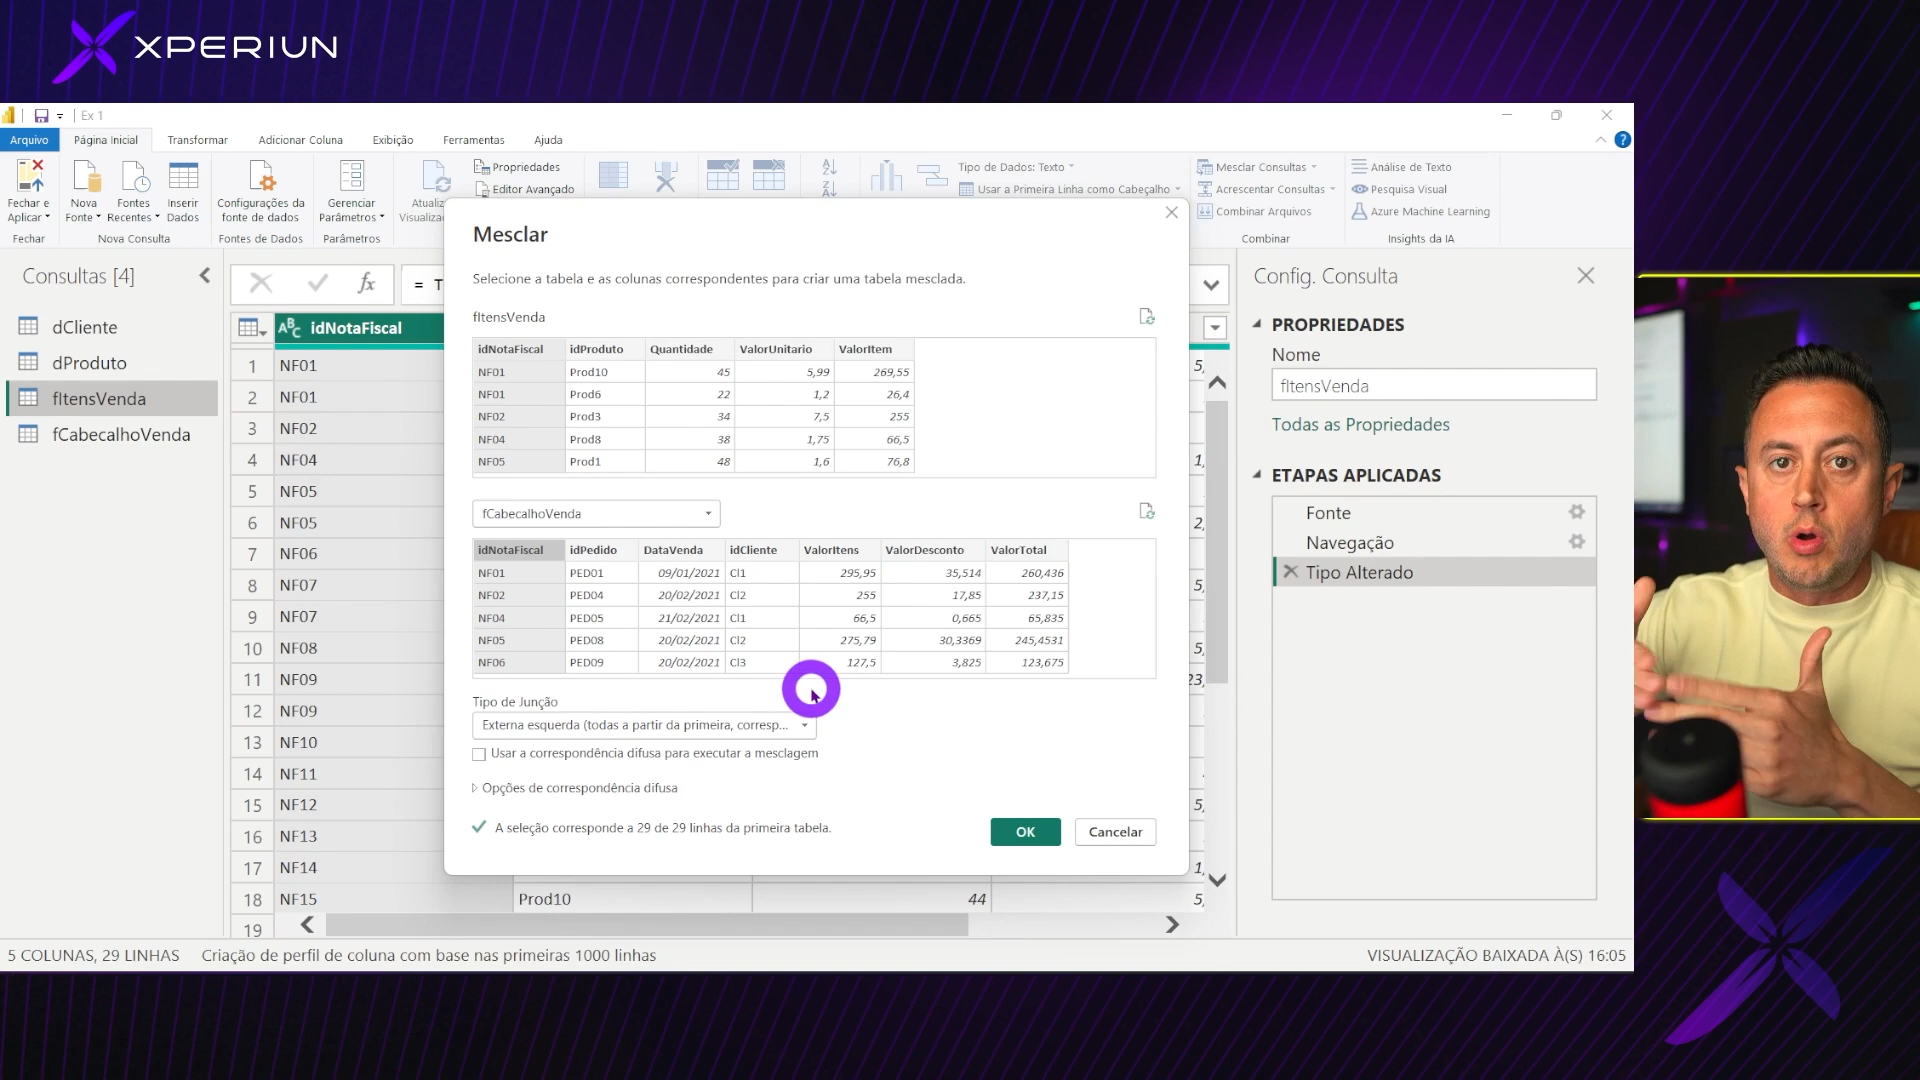 XPERIUN
Ex 1
Arquivo
Página Inicial
Transformar
Adicionar Coluna
Exibição
Ferramentas
Ajuda
Fechar e
Aplicar
Nova
Fonte
Fontes
Recentes
Inserir
Dados
Configurações da
fonte de dados
Gerenciar
Parâmetros
Propriedades
Editor Avançado
Tipo de Dados: Texto
Usar a Primeira Linha como Cabeçalho
Mesclar Consultas
Acrescentar Consultas
Combinar Arquivos
Análise de Texto
Pesquisa Visual
Azure Machine Learning
Fechar
Nova Consulta
Fontes de Dados
Parâmetros
Combinar
Insights da IA
Consultas [4]
dCliente
dProduto
fItensVenda
fCabecalhoVenda
fx
= T
ABC idNotaFiscal
1 NF01
2 NF01
3 NF02
4 NF04
5 NF05
6 NF05
7 NF06
8 NF07
9 NF07
10 NF08
11 NF09
12 NF09
13 NF10
14 NF11
15 NF12
16 NF13
17 NF14
18 NF15 Prod10 44 5,
19
Mesclar
Selecione a tabela e as colunas correspondentes para criar uma tabela mesclada.
fItensVenda
idNotaFiscal idProduto Quantidade ValorUnitario ValorItem
NF01 Prod10 45 5,99 269,55
NF01 Prod6 22 1,2 26,4
NF02 Prod3 34 7,5 255
NF04 Prod8 38 1,75 66,5
NF05 Prod1 48 1,6 76,8
fCabecalhoVenda
idNotaFiscal idPedido DataVenda idCliente ValorItens ValorDesconto ValorTotal
NF01 PED01 09/01/2021 Cl1 295,95 35,514 260,436
NF02 PED04 20/02/2021 Cl2 255 17,85 237,15
NF04 PED05 21/02/2021 Cl1 66,5 0,665 65,835
NF05 PED08 20/02/2021 Cl2 275,79 30,3369 245,4531
NF06 PED09 20/02/2021 Cl3 127,5 3,825 123,675
Tipo de Junção
Externa esquerda (todas a partir da primeira, corresp...
Usar a correspondência difusa para executar a mesclagem
Opções de correspondência difusa
A seleção corresponde a 29 de 29 linhas da primeira tabela.
OK
Cancelar
Config. Consulta
PROPRIEDADES
Nome
fItensVenda
Todas as Propriedades
ETAPAS APLICADAS
Fonte
Navegação
Tipo Alterado
5 COLUNAS, 29 LINHAS
Criação de perfil de coluna com base nas primeiras 1000 linhas
VISUALIZAÇÃO BAIXADA À(S) 16:05